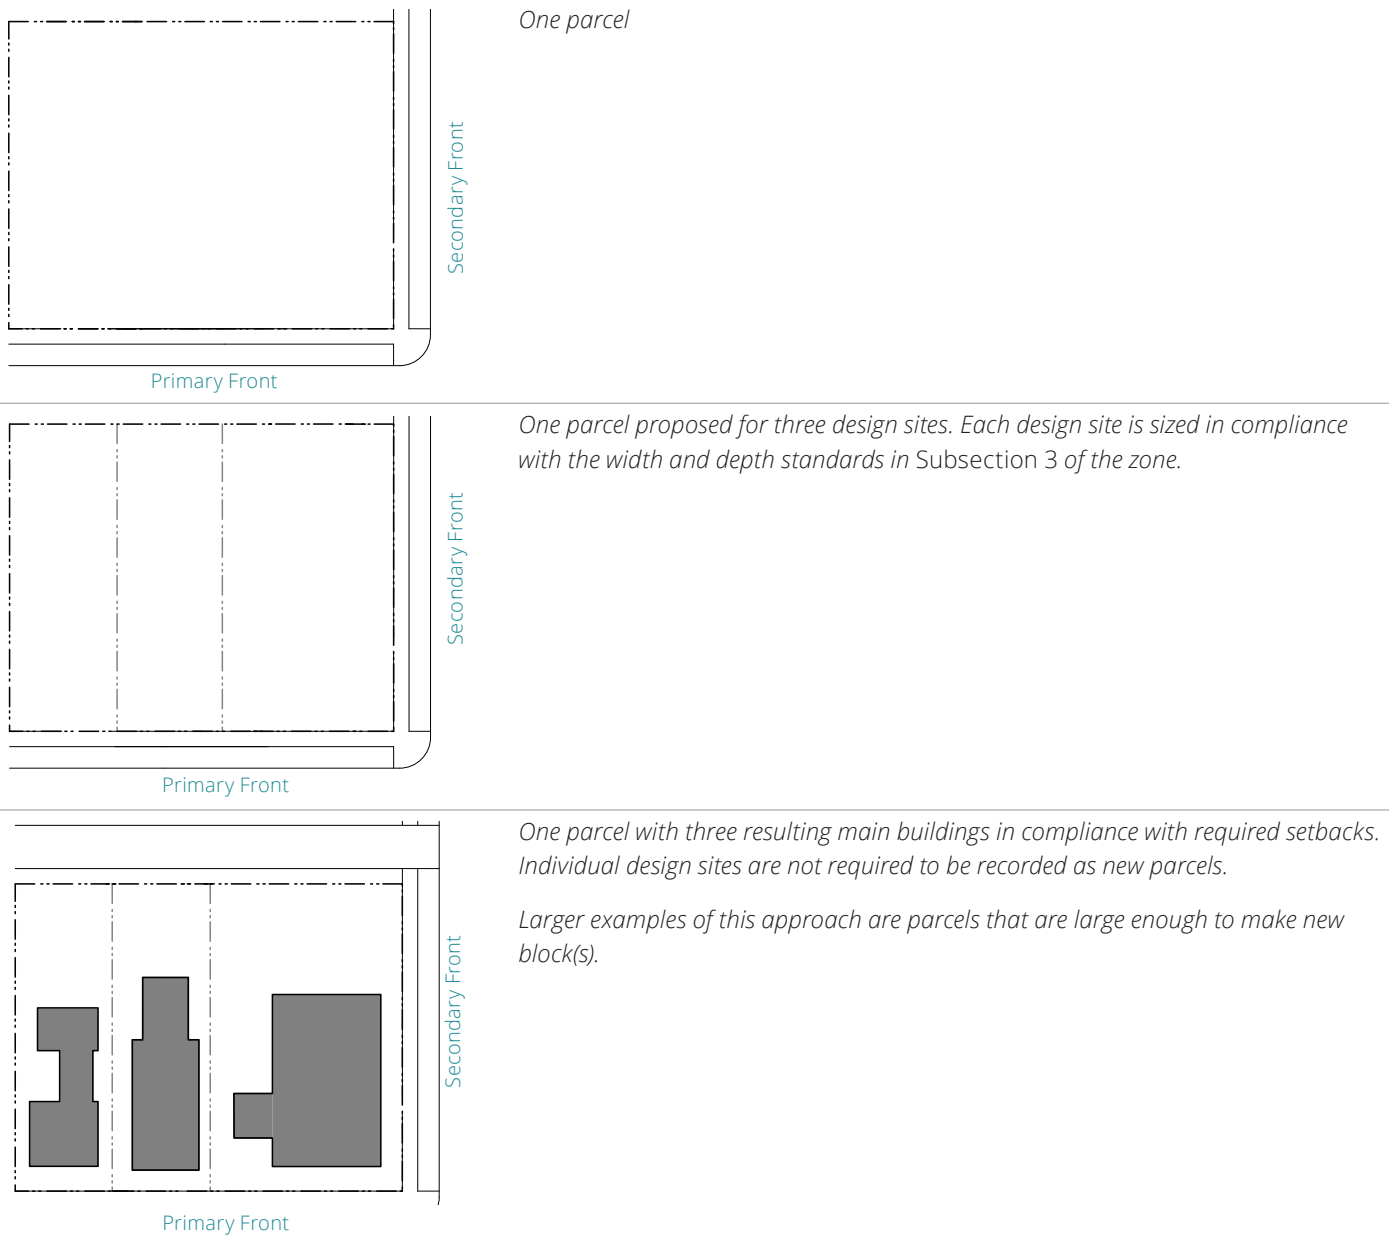 One parcel
Secondary Front
Primary Front
One parcel proposed for three design sites. Each design site is sized in compliance
with the width and depth standards in Subsection 3 of the zone.
Secondary Front
Primary Front
One parcel with three resulting main buildings in compliance with required setbacks.
Individual design sites are not required to be recorded as new parcels.
Larger examples of this approach are parcels that are large enough to make new
block(s).
Secondary Front
Primary Front